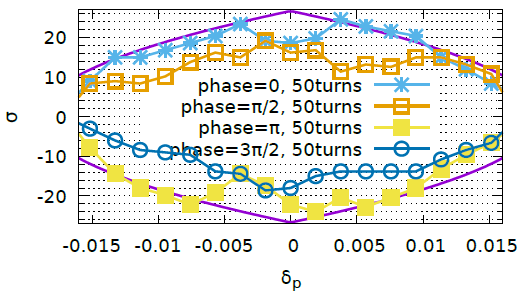 σ
20
10
0
-10
-20
phase=0, 50turns
phase=π/2, 50turns
phase=π, 50turns
phase=3π/2, 50turns
-0.015 -0.01 -0.005 0 0.005 0.01 0.015
δp